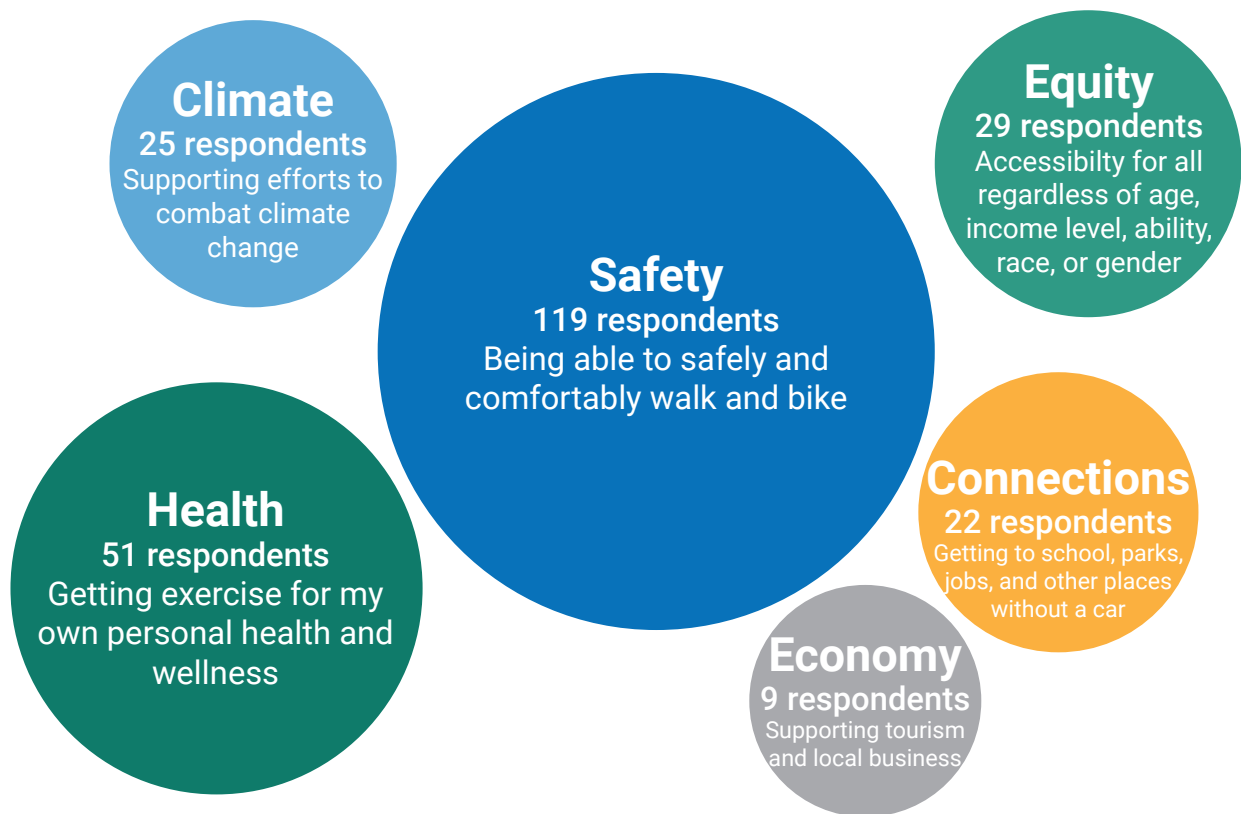 Climate
25 respondents
Supporting efforts to
combat climate
change
Safety
119 respondents
Being able to safely and
comfortably walk and bike
Equity
29 respondents
Accessibilty for all
regardless of age,
income level, ability,
race, or gender
Health
51 respondents
Getting exercise for my
own personal health and
wellness
Connections
22 respondents
Getting to school, parks,
jobs, and other places
without a car
Economy
9 respondents
Supporting tourism
and local business